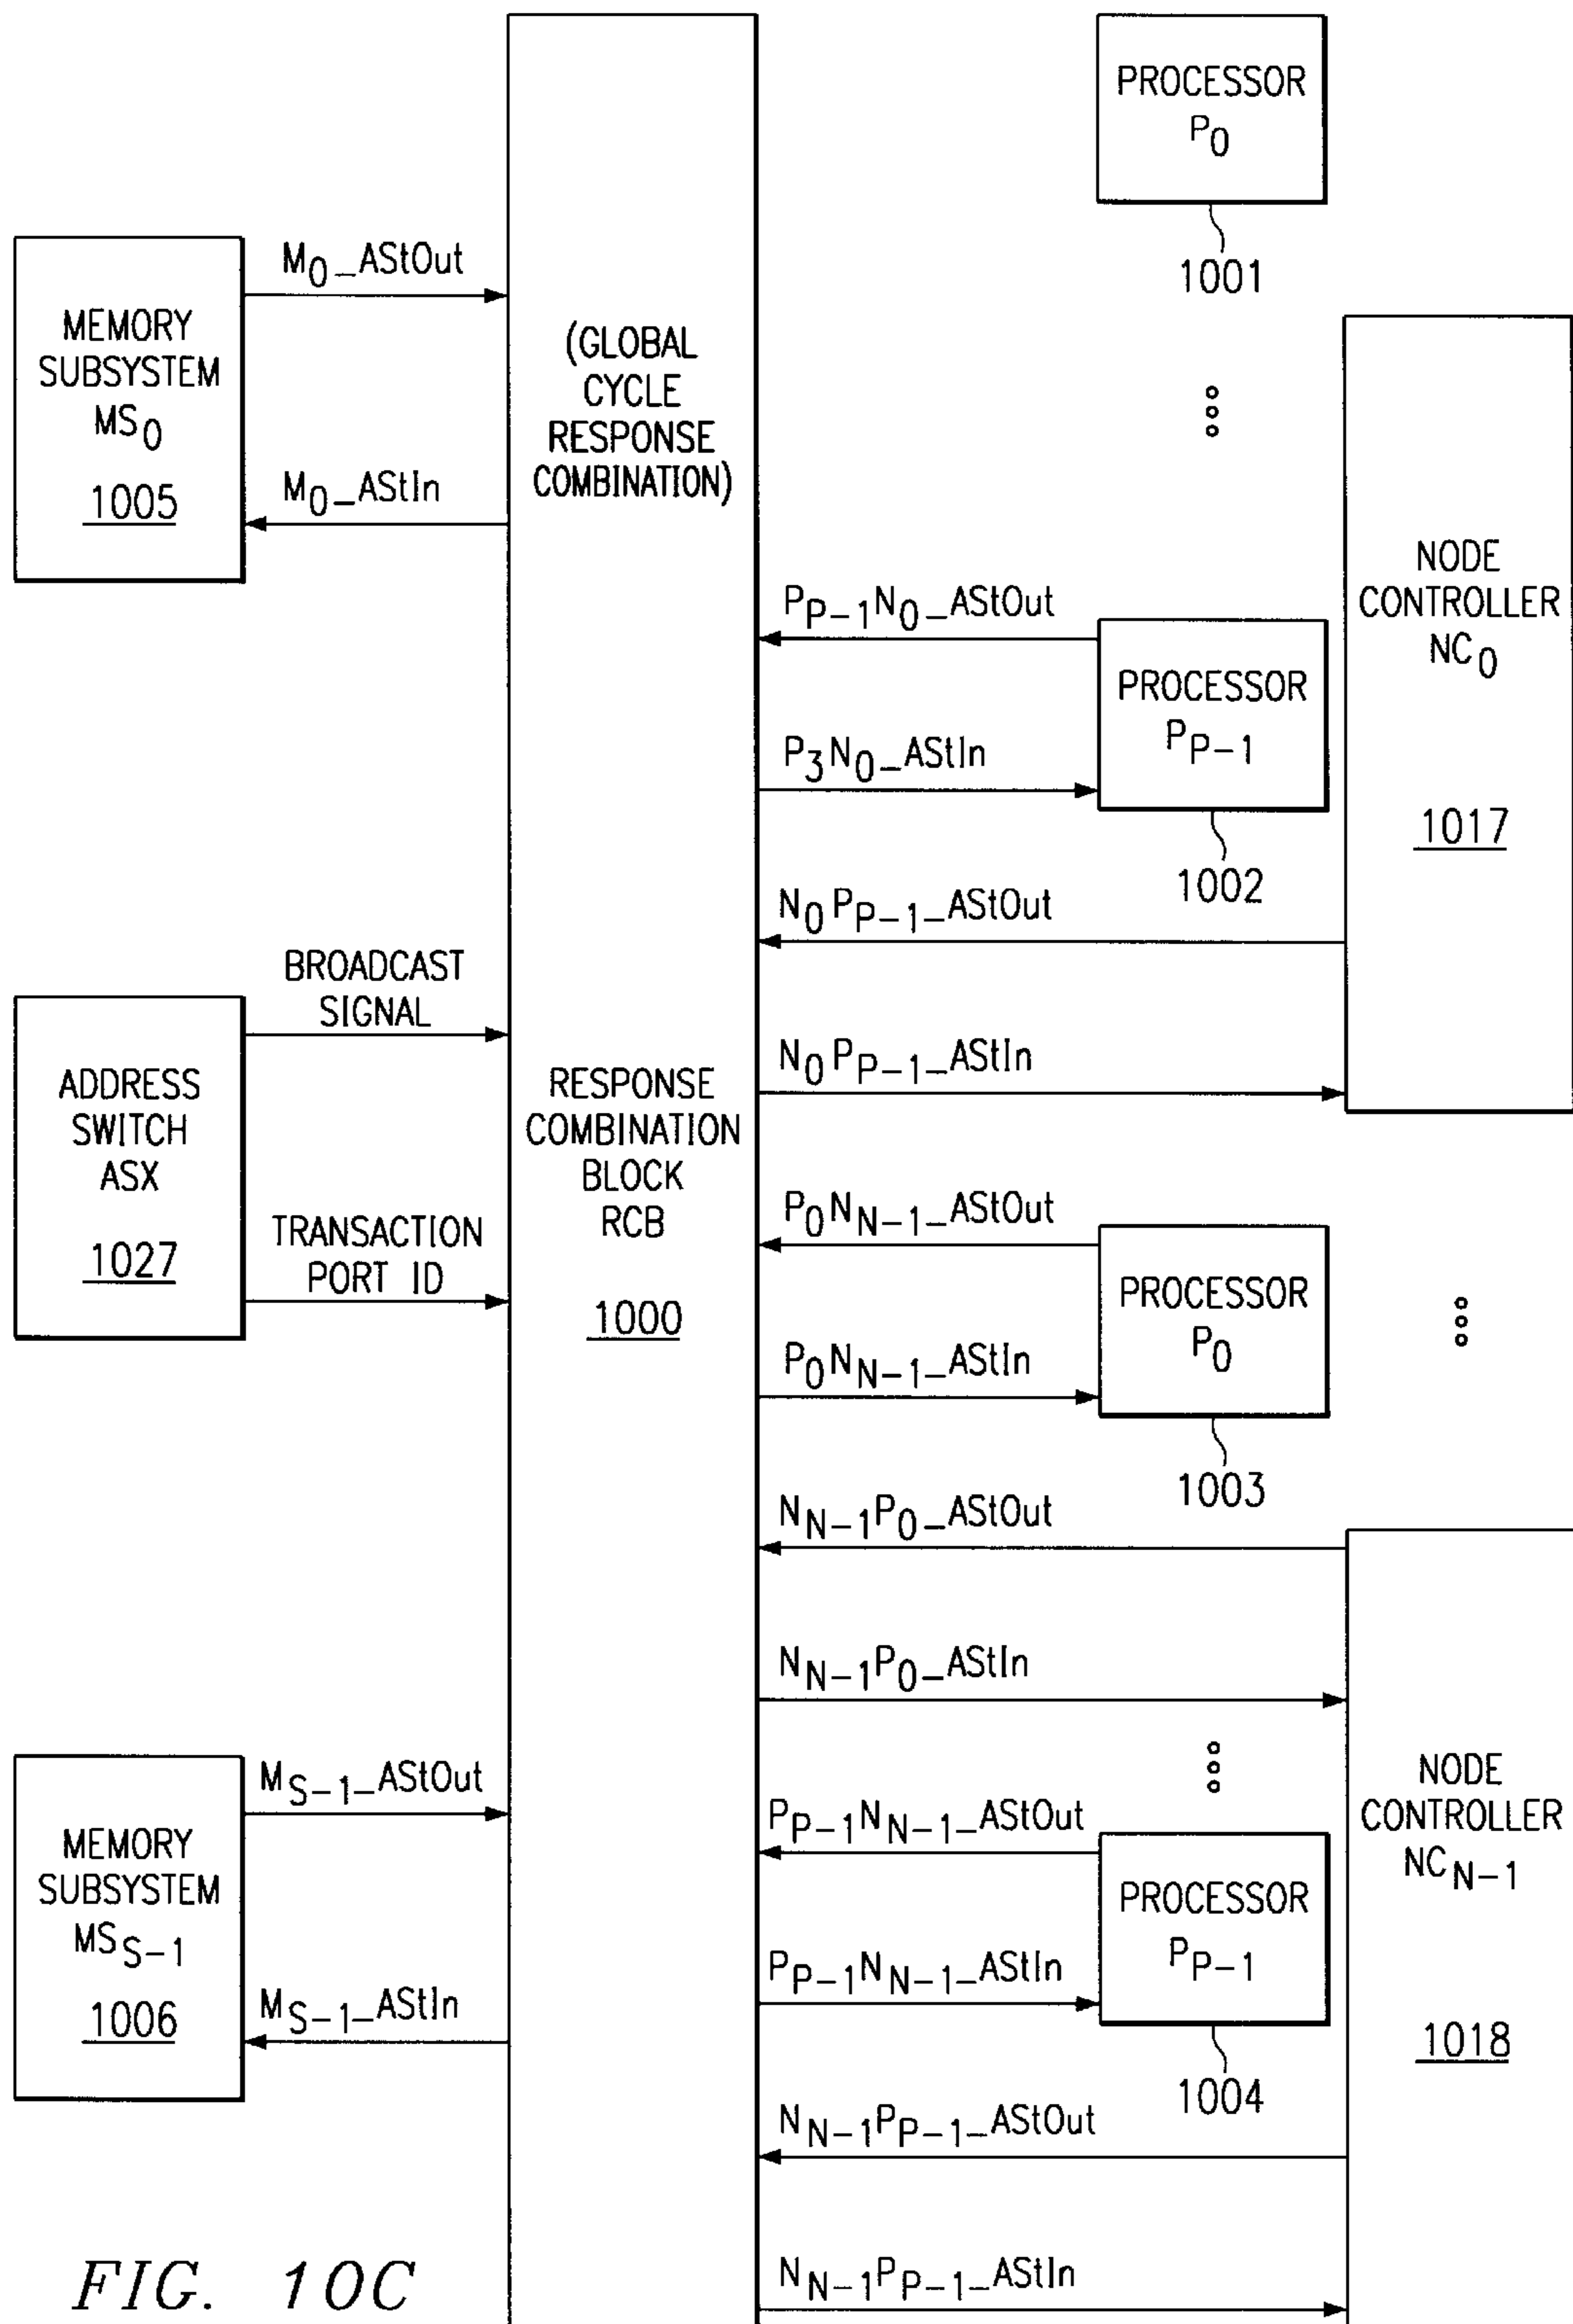 PROCESSOR
P0
1001
M0_AStOut
MEMORY
SUBSYSTEM
MS0
1005
M0_AStIn
(GLOBAL
CYCLE
RESPONSE
COMBINATION)
NODE
CONTROLLER
NC0
1017
PP-1N0_AStOut
PROCESSOR
PP-1
P3N0_AStIn
1002
N0PP-1_AStOut
BROADCAST
SIGNAL
N0PP-1_AStIn
ADDRESS
SWITCH
ASX
1027
TRANSACTION
PORT ID
RESPONSE
COMBINATION
BLOCK
RCB
1000
P0NN-1_AStOut
PROCESSOR
P0
P0NN-1_AStIn
1003
NN-1P0_AStOut
NN-1P0_AStIn
MS-1_AStOut
MEMORY
SUBSYSTEM
MSS-1
1006
MS-1_AStIn
PP-1NN-1_AStOut
PROCESSOR
PP-1
PP-1NN-1_AStIn
1004
NODE
CONTROLLER
NCN-1
1018
NN-1PP-1_AStOut
NN-1PP-1_AStIn
FIG. 10C